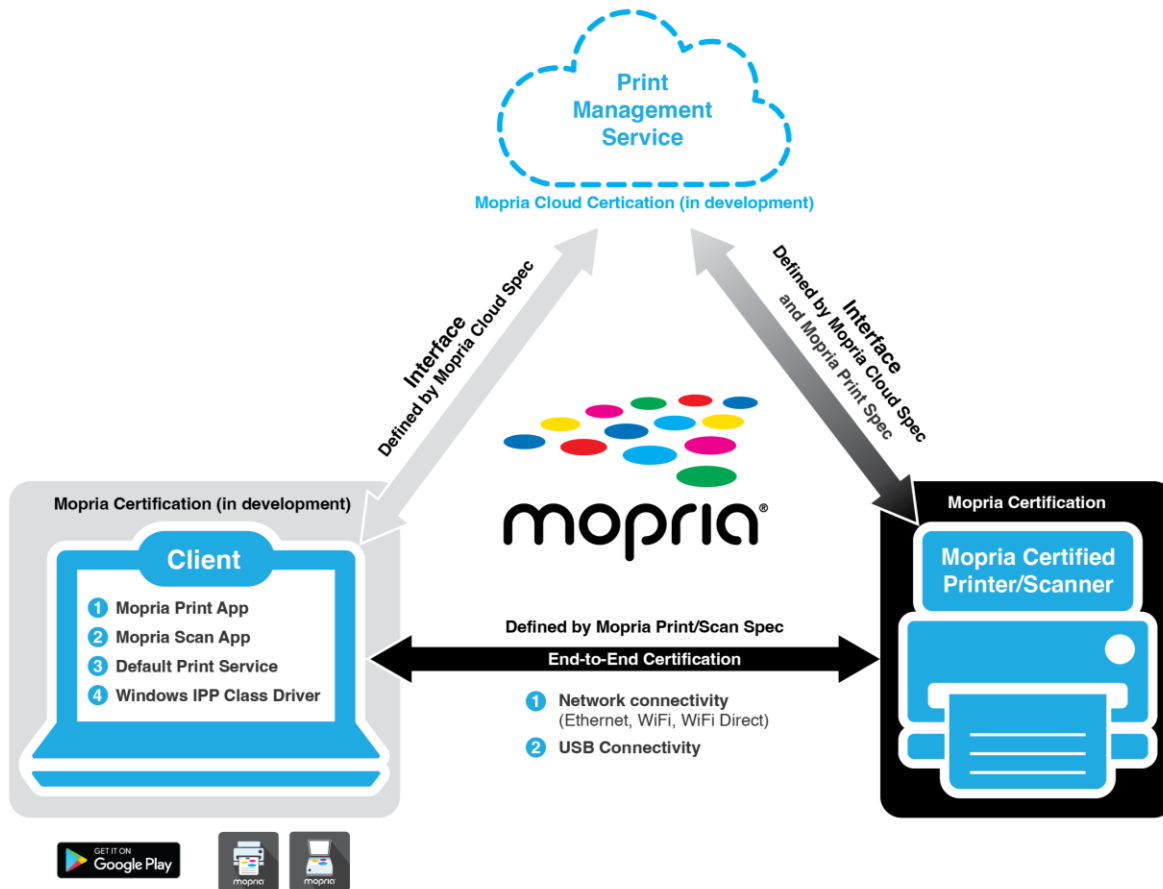 Print
Management
Service
Mopria Cloud Certication (in development)
Interface
Defined by Mopria Cloud Spec
Interface
Defined by Mopria Cloud Spec
and Mopria Print Spec
mopria®
Mopria Certification (in development)
Client
1 Mopria Print App
2 Mopria Scan App
3 Default Print Service
4 Windows IPP Class Driver
Defined by Mopria Print/Scan Spec
End-to-End Certification
1 Network connectivity
(Ethernet, WiFi, WiFi Direct)
2 USB Connectivity
Mopria Certification
Mopria Certified
Printer/Scanner
GET IT ON
Google Play
mopria
mopria